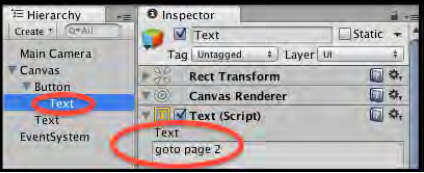 Hierarchy
Create
All
Main Camera
Canvas
Button
Text
Text
EventSystem
Inspector
Text
Static
Tag Untagged Layer UI
Rect Transform
Canvas Renderer
Text (Script)
Text
goto page 2